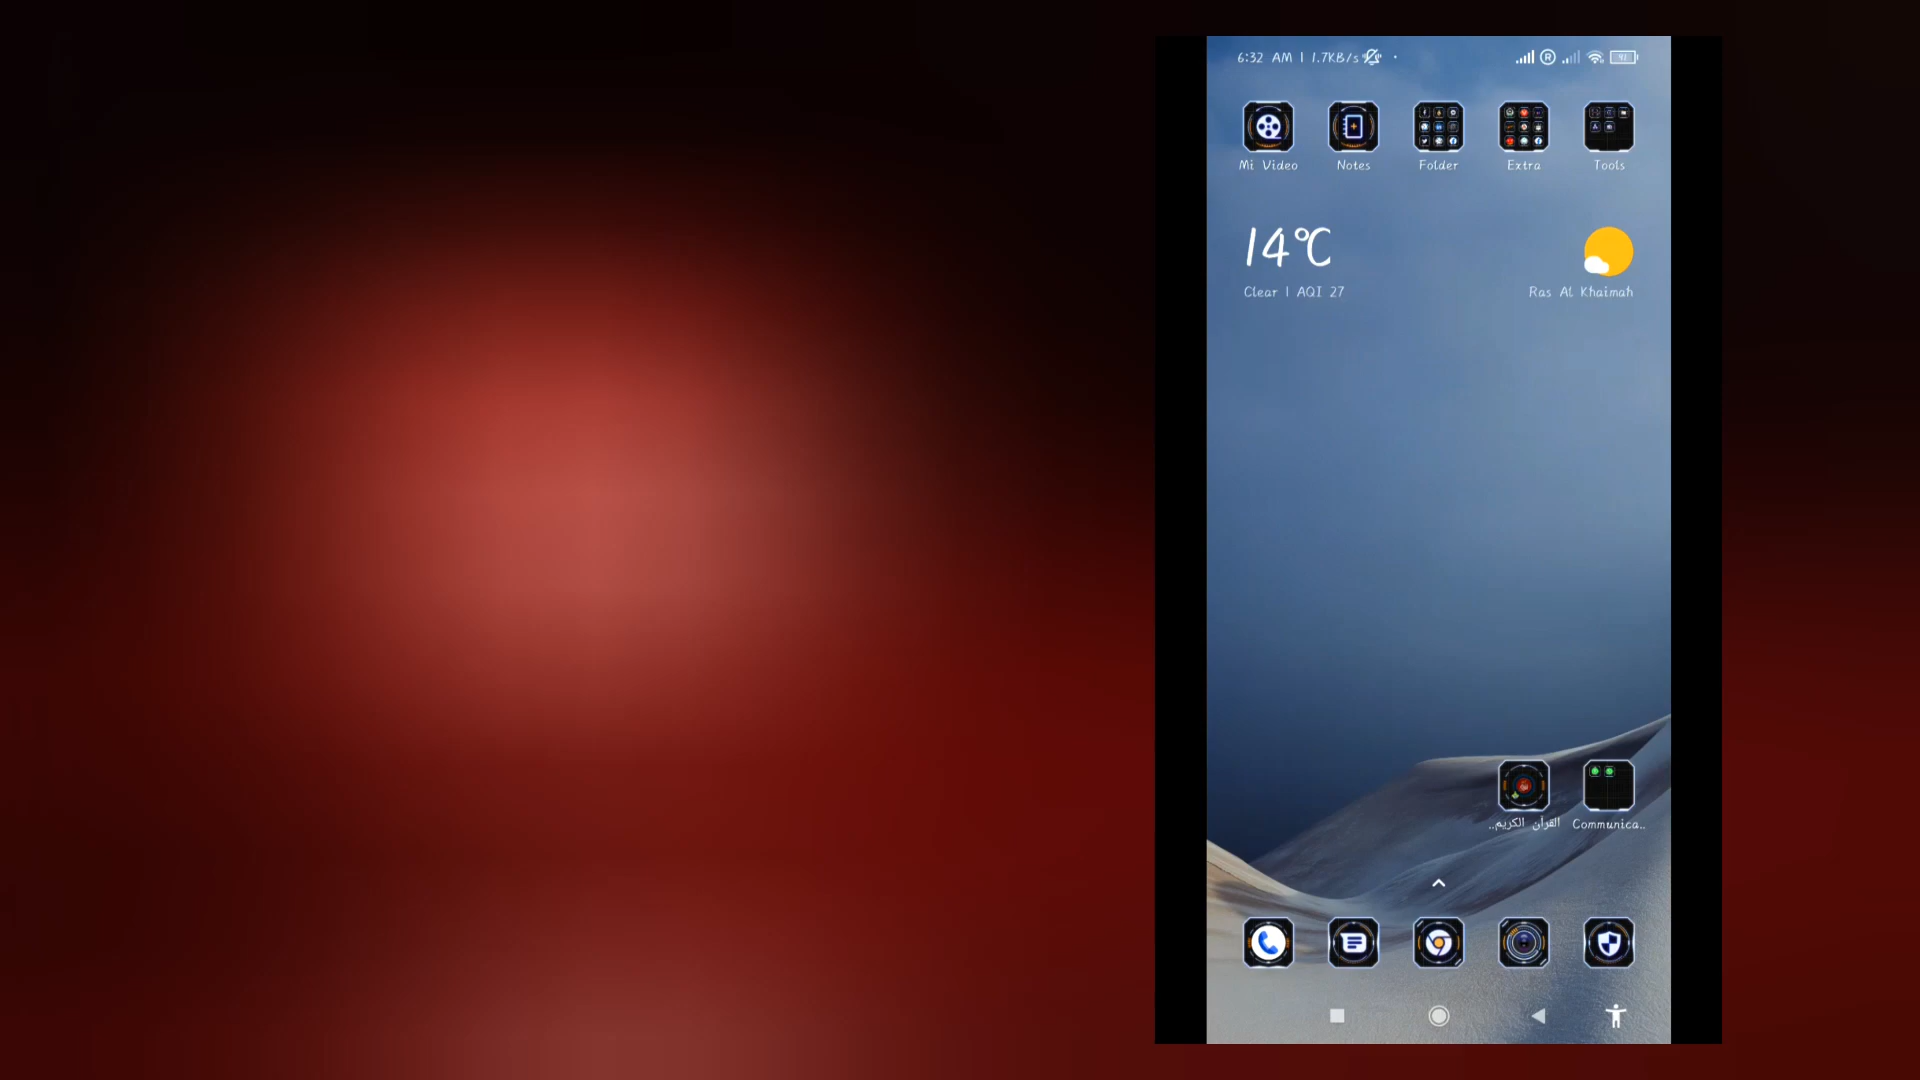 6:32 AM | 1.7KB/s
Mi Video
Notes
Folder
Extra
Tools
14°C
Clear | AQI 27
Ras Al Khaimah
القرآن الكريم..
Communica..